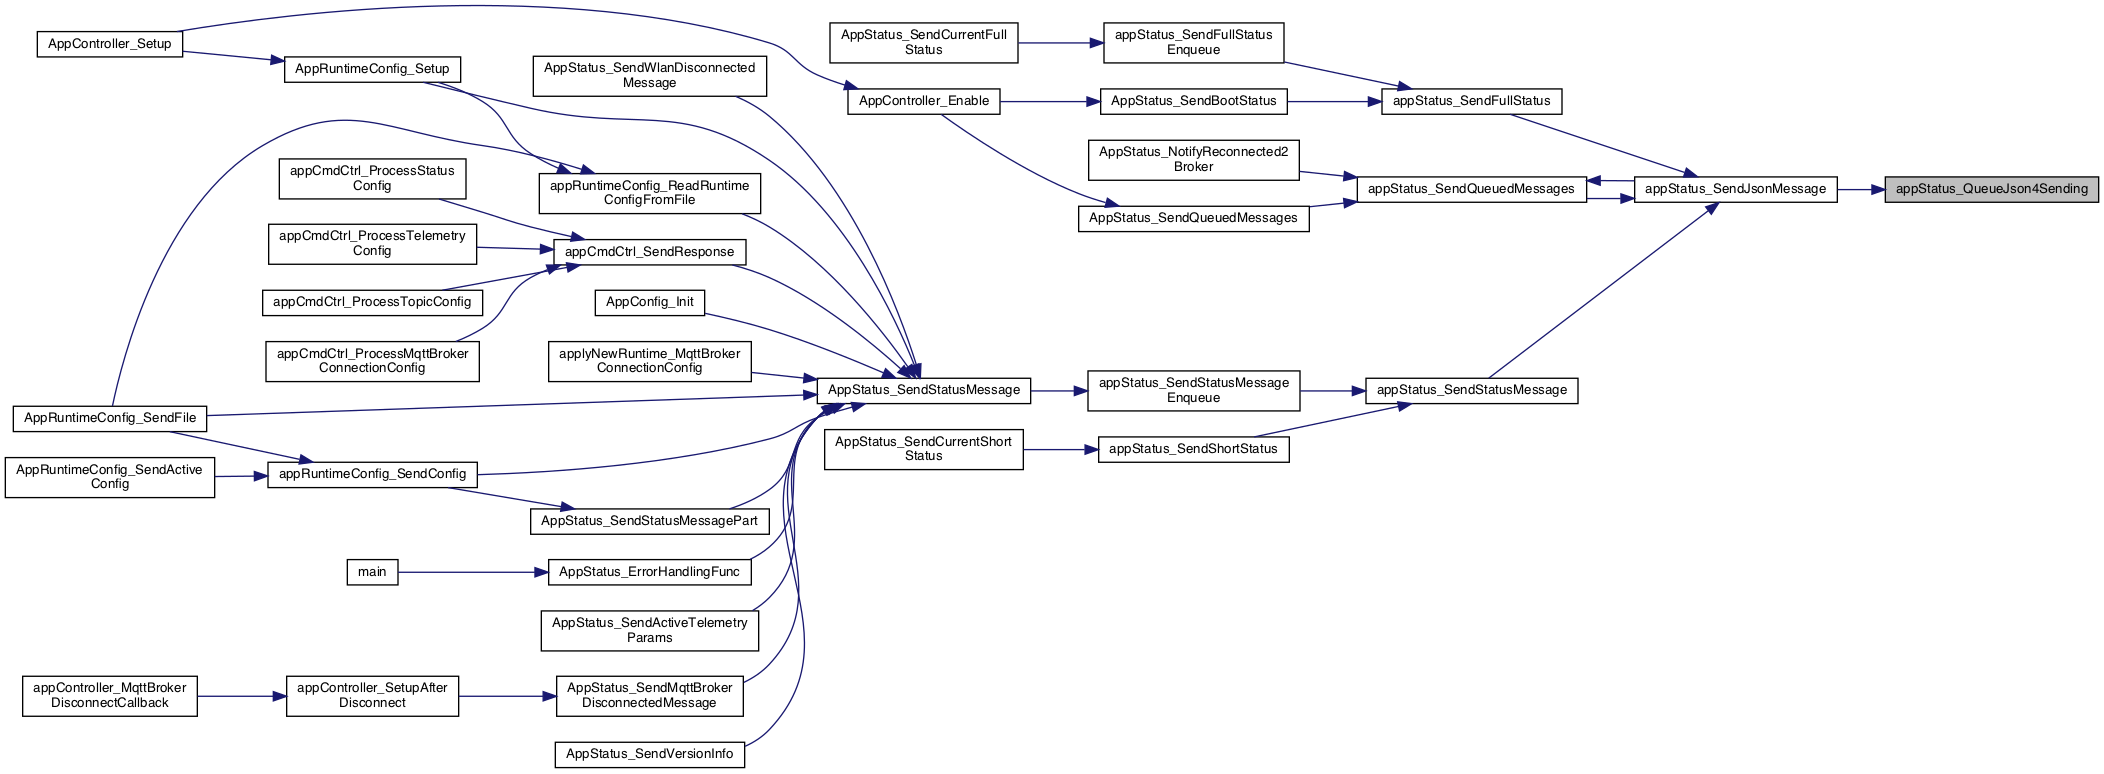 AppController_Setup
AppRuntimeConfig_Setup
AppStatus_SendWlanDisconnected
Message
AppStatus_SendCurrentFull
Status
appStatus_SendFullStatus
Enqueue
AppController_Enable
AppStatus_SendBootStatus
appStatus_SendFullStatus
AppStatus_NotifyReconnected2
Broker
appStatus_SendQueuedMessages
AppStatus_SendQueuedMessages
appStatus_SendJsonMessage
appStatus_QueueJson4Sending
appCmdCtrl_ProcessStatus
Config
appRuntimeConfig_ReadRuntime
ConfigFromFile
appCmdCtrl_ProcessTelemetry
Config
appCmdCtrl_SendResponse
appCmdCtrl_ProcessTopicConfig
AppConfig_Init
appCmdCtrl_ProcessMqttBroker
ConnectionConfig
applyNewRuntime_MqttBroker
ConnectionConfig
AppStatus_SendStatusMessage
appStatus_SendStatusMessage
Enqueue
appStatus_SendStatusMessage
AppRuntimeConfig_SendFile
AppStatus_SendCurrentShort
Status
appStatus_SendShortStatus
AppRuntimeConfig_SendActive
Config
appRuntimeConfig_SendConfig
AppStatus_SendStatusMessagePart
main
AppStatus_ErrorHandlingFunc
AppStatus_SendActiveTelemetry
Params
appController_MqttBroker
DisconnectCallback
appController_SetupAfter
Disconnect
AppStatus_SendMqttBroker
DisconnectedMessage
AppStatus_SendVersionInfo